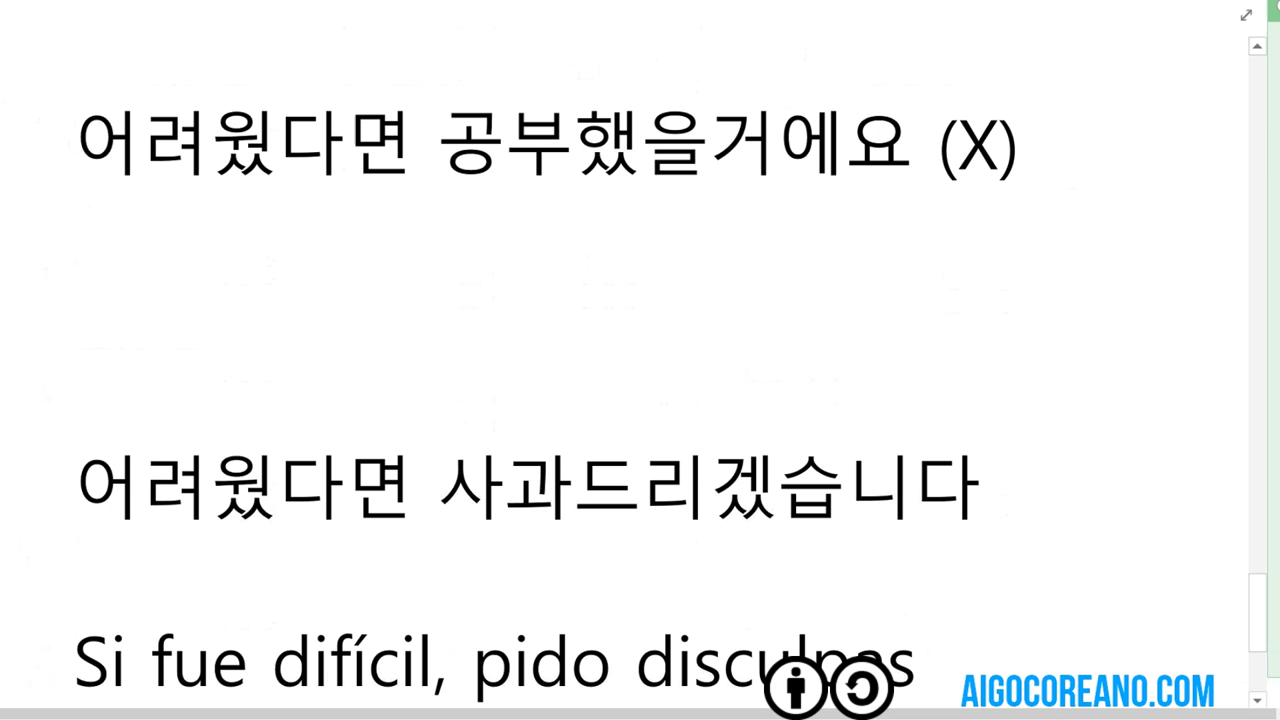 어려웠다면 공부했을거에요 (X)
어려웠다면 사과드리겠습니다
Si fue difícil, pido disculpas
AIGOCOREANO.COM